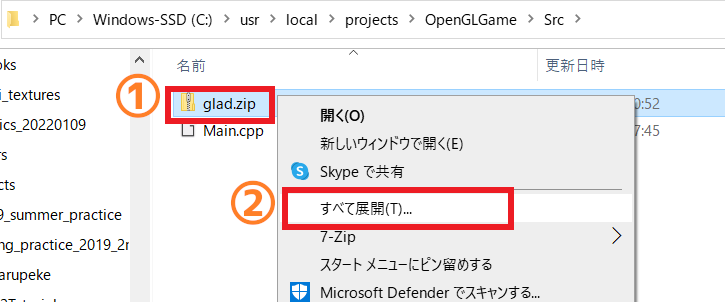 PC > Windows-SSD (C:) > usr > local > projects > OpenGLGame > Src >
名前 更新日時
oks
i_textures
ics_20220109
rs
cts
9_summer_practice
ng_practice_2019_2n
arupeke
① glad.zip 0:52
Main.cpp 7:45
開く(O)
新しいウィンドウで開く(E)
Skype で共有
② すべて展開(T)...
7-Zip
スタート メニューにピン留めする
Microsoft Defender でスキャンする...